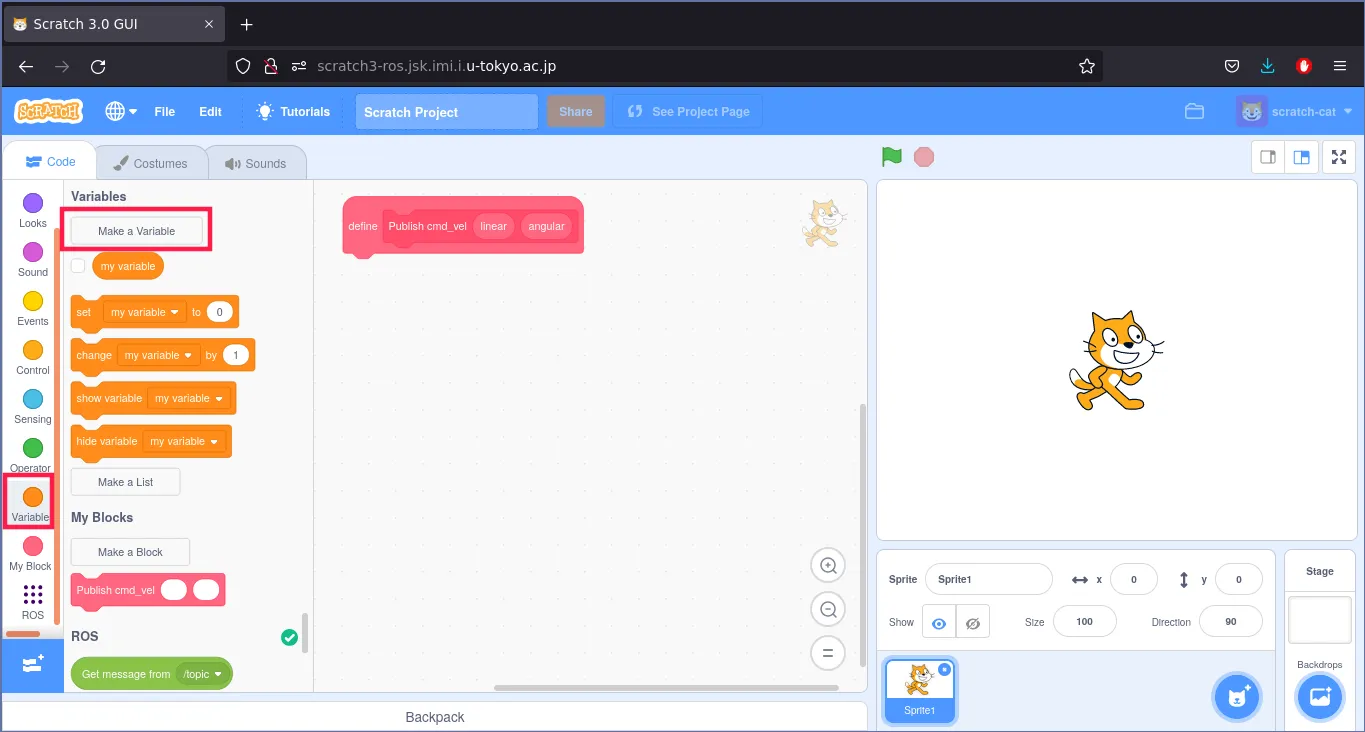 Scratch 3.0 GUI
scratch3-ros.jsk.imi.i.u-tokyo.ac.jp
SCRATCH File Edit Tutorials Scratch Project Share See Project Page scratch-cat
Code Costumes Sounds
Looks
Sound
Events
Control
Sensing
Operator
Variable
My Block
ROS
Variables
Make a Variable
my variable
set my variable to 0
change my variable by 1
show variable my variable
hide variable my variable
Make a List
My Blocks
Make a Block
Publish cmd_vel
ROS
Get message from /topic
define Publish cmd_vel linear angular
Backpack
Sprite Sprite1 x 0 y 0
Show Size 100 Direction 90
Sprite1
Stage
Backdrops